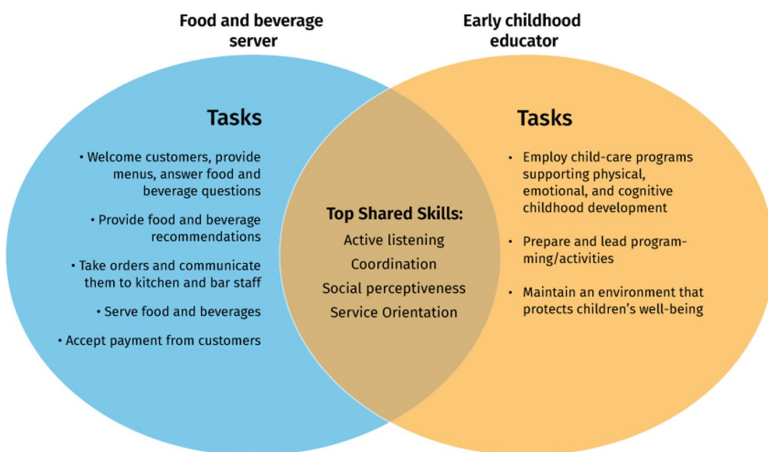 Food and beverage
server
Early childhood
educator
Tasks
• Welcome customers, provide
menus, answer food and
beverage questions
• Provide food and beverage
recommendations
• Take orders and communicate
them to kitchen and bar staff
• Serve food and beverages
• Accept payment from customers
Top Shared Skills:
Active listening
Coordination
Social perceptiveness
Service Orientation
Tasks
• Employ child-care programs
supporting physical,
emotional, and cognitive
childhood development
• Prepare and lead program-
ming/activities
• Maintain an environment that
protects children’s well-being